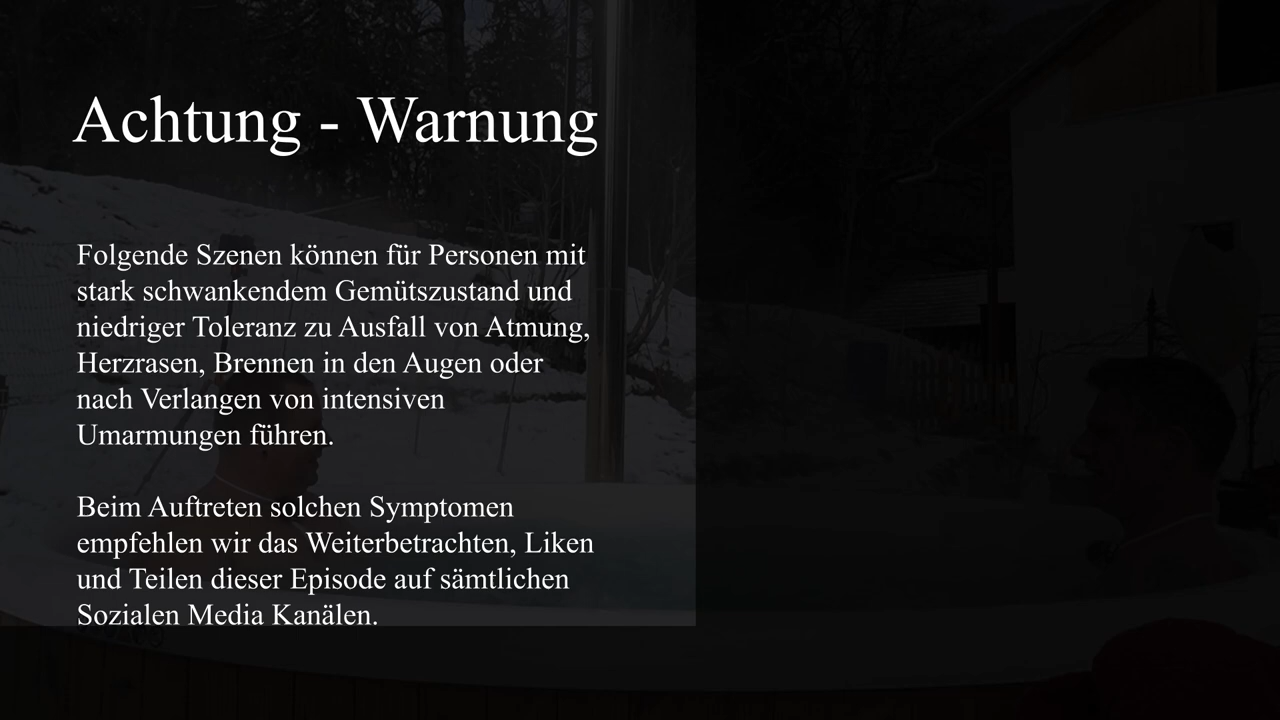 Achtung - Warnung
Folgende Szenen können für Personen mit
stark schwankendem Gemütszustand und
niedriger Toleranz zu Ausfall von Atmung,
Herzrasen, Brennen in den Augen oder
nach Verlangen von intensiven
Umarmungen führen.
Beim Auftreten solchen Symptomen
empfehlen wir das Weiterbetrachten, Liken
und Teilen dieser Episode auf sämtlichen
Sozialen Media Kanälen.